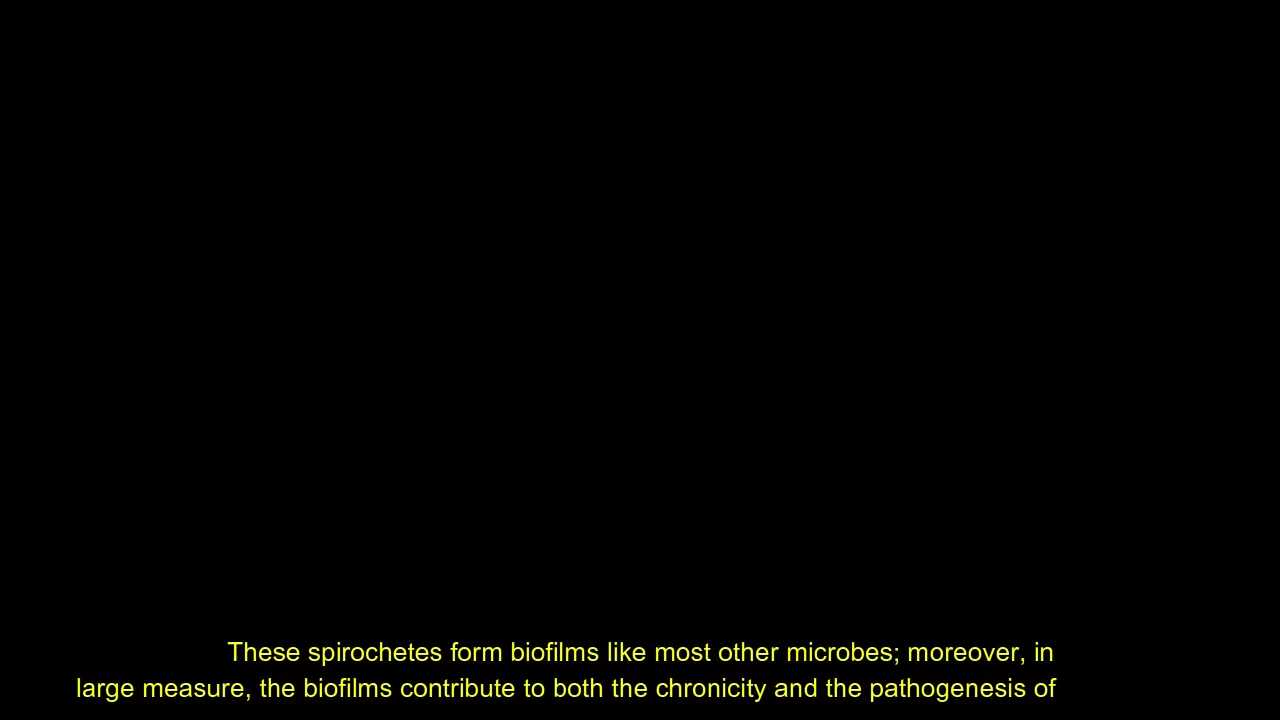 These spirochetes form biofilms like most other microbes; moreover, in
large measure, the biofilms contribute to both the chronicity and the pathogenesis of